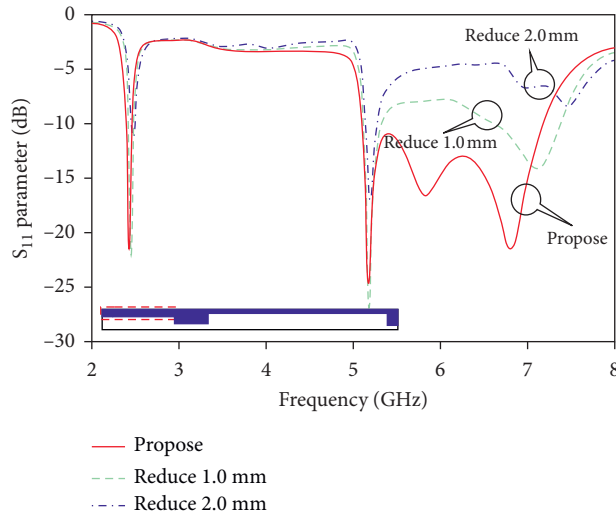 0
−5
−10
−15
−20
−25
−30
S11 parameter (dB)
Reduce 2.0 mm
Reduce 1.0 mm
Propose
2
3
4
5
6
7
8
Frequency (GHz)
Propose
Reduce 1.0 mm
Reduce 2.0 mm